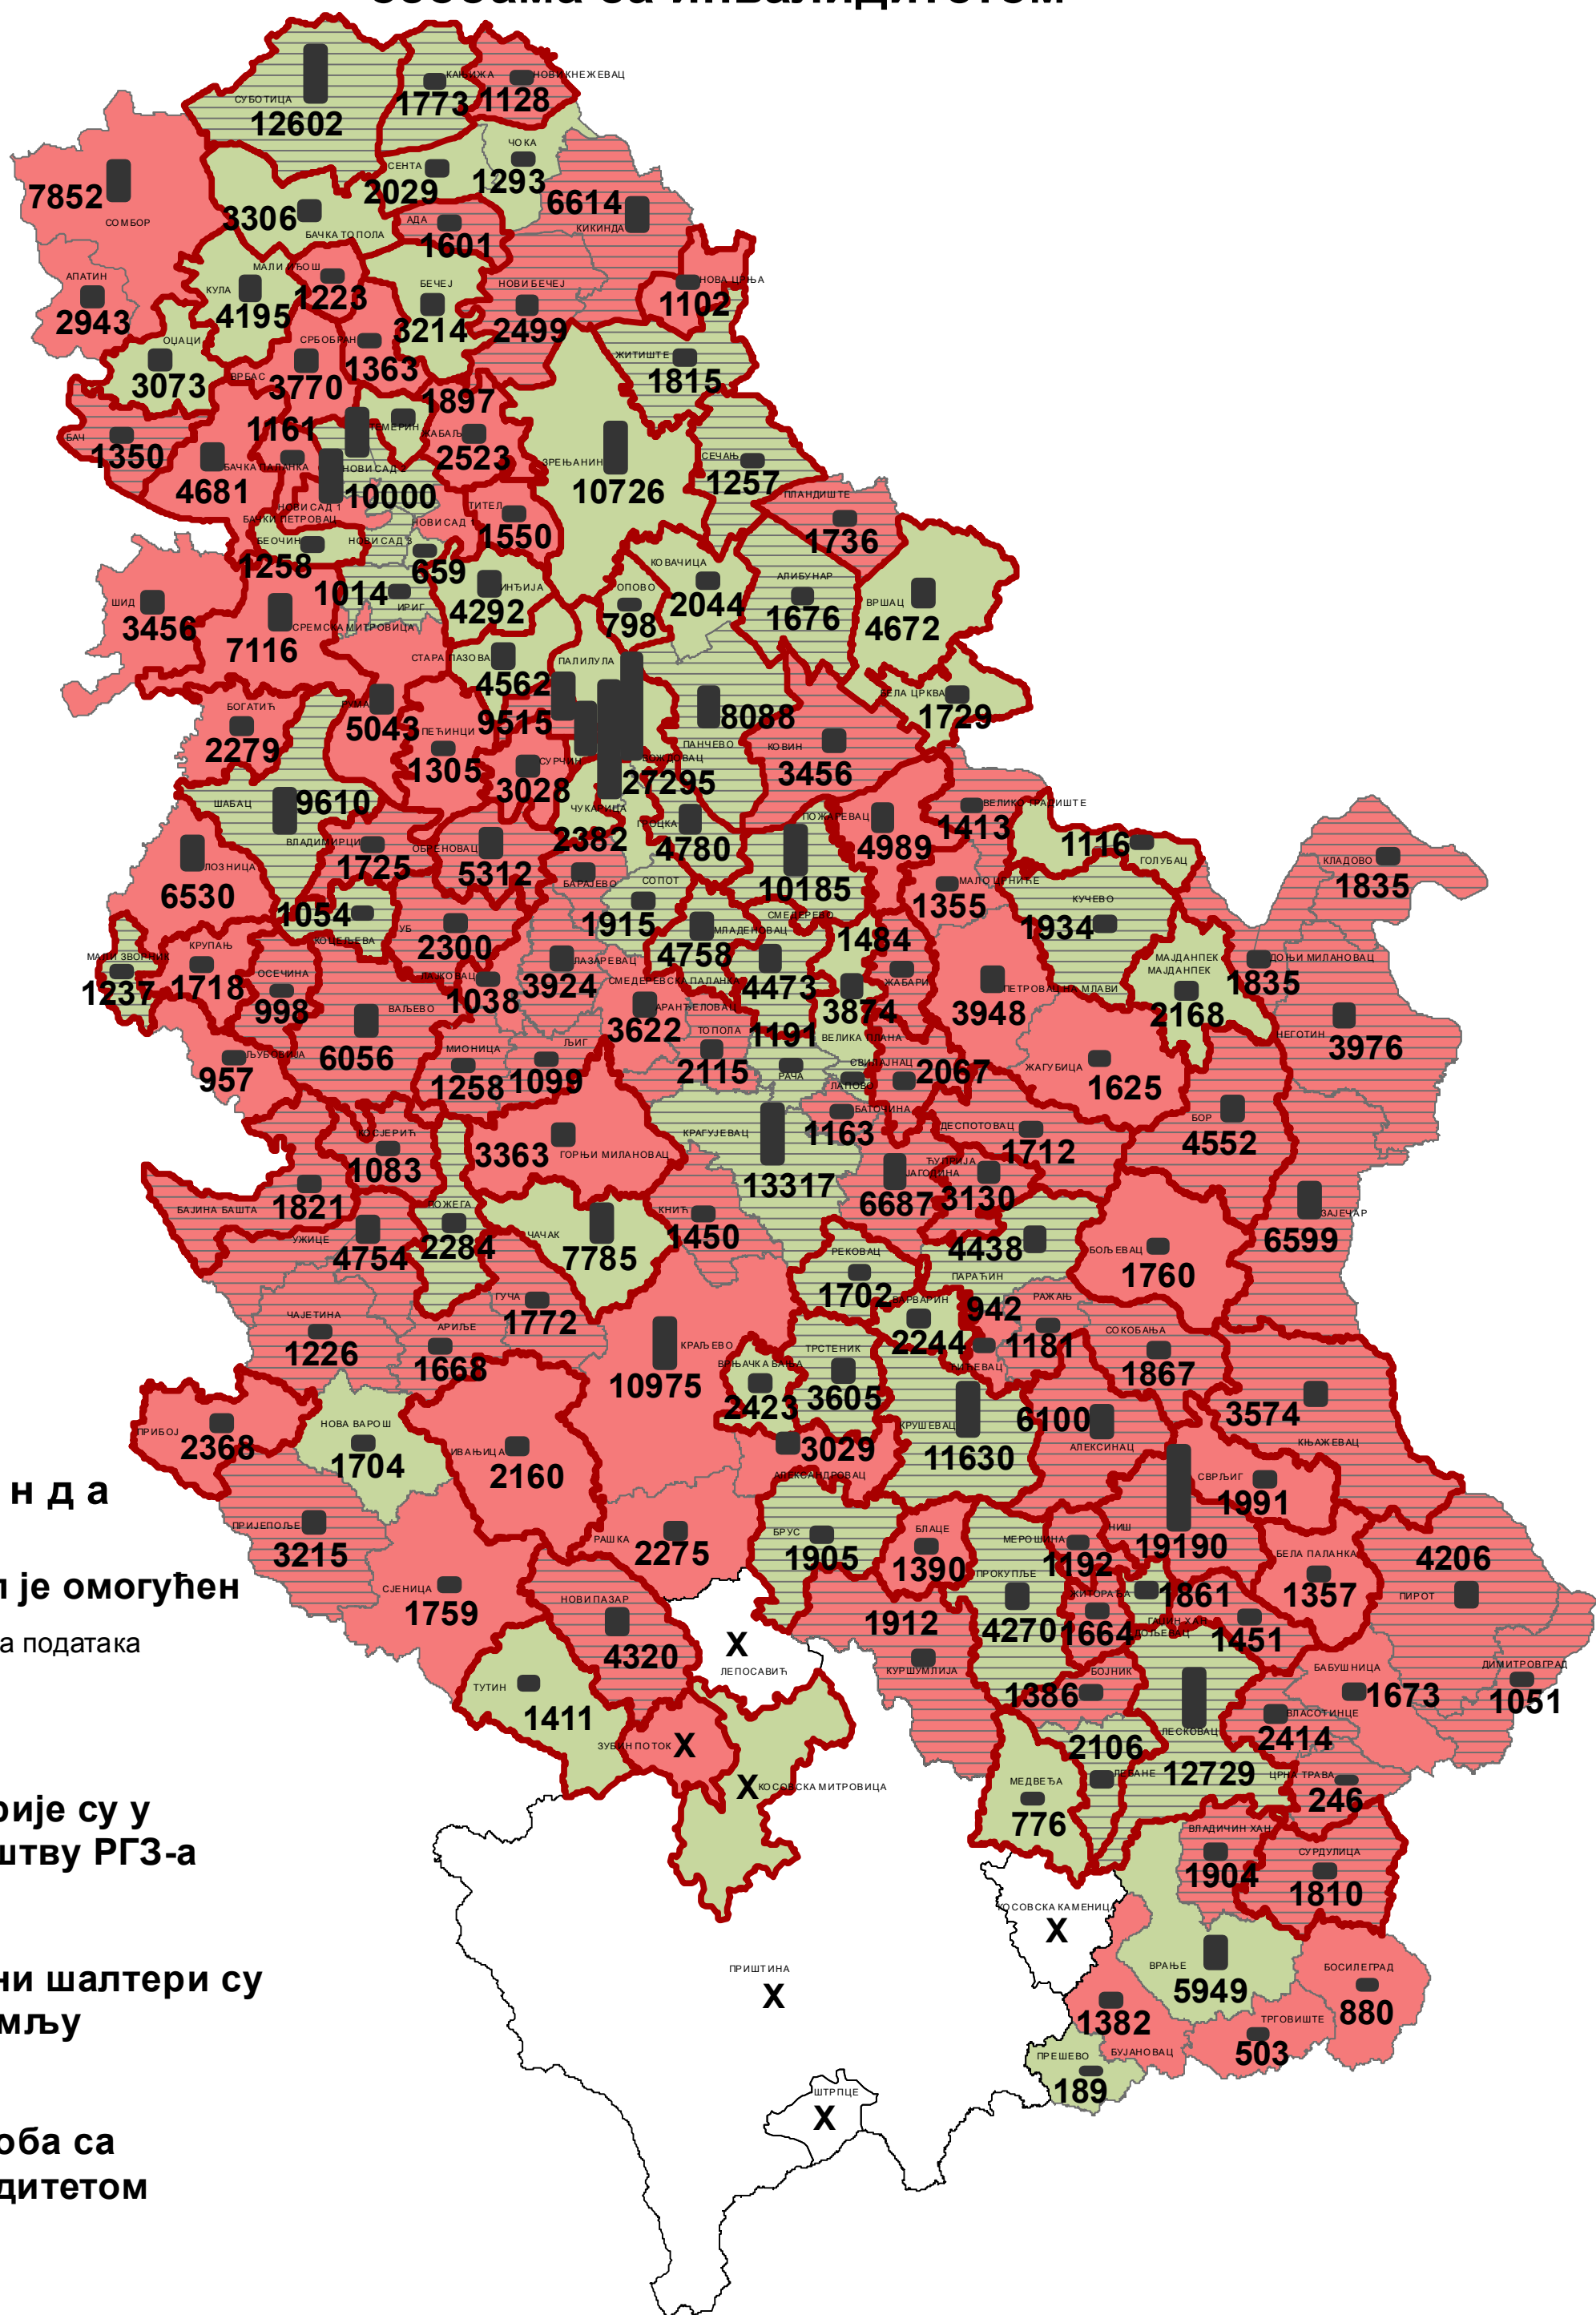 НОВИ КНЕЖЕВАЦ
КАЊИЖА
1773
1128
СУБОТИЦА
12602
ЧОКА
1293
СЕНТА
2029
7852
СОМБОР
3306
БАЧКА ТОПОЛА
АДА
1601
6614
КИКИНДА
АПАТИН
2943
КУЛА
4195
МАЛИ ИЂОШ
1223
БЕЧЕЈ
3214
НОВИ БЕЧЕЈ
2499
НОВА ЦРЊА
1102
ОЏАЦИ
3073
СРБОБРАН
1363
ВРБАС
3770
ЖИТИШТЕ
1815
БАЧ
1350
1161
ТЕМЕРИН
1897
ЖАБАЉ
2523
БАЧКА ПАЛАНКА
4681
НОВИ САД 2
10000
НОВИ САД 1
БАЧКИ ПЕТРОВАЦ
НОВИ САД
ЗРЕЊАНИН
10726
СЕЧАЊ
1257
ПЛАНДИШТЕ
1736
ТИТЕЛ
1550
БЕОЧИН
1258
НОВИ САД 3
659
1014
ИРИГ
ИНЂИЈА
4292
ОПОВО
798
КОВАЧИЦА
2044
АЛИБУНАР
1676
ВРШАЦ
4672
ШИД
3456
СРЕМСКА МИТРОВИЦА
7116
СТАРА ПАЗОВА
4562
ПАЛИЛУЛА
БЕЛА ЦРКВА
1729
БОГАТИЋ
2279
РУМА
5043
ПЕЋИНЦИ
1305
9515
СУРЧИН
3028
8088
ПАНЧЕВО
ВОЖДОВАЦ
27295
КОВИН
3456
ШАБАЦ
9610
ВЛАДИМИРЦИ
1725
ОБРЕНОВАЦ
5312
ЧУКАРИЦА
2382
БАРАЈЕВО
ГРОЦКА
4780
10185
СМЕДЕРЕВО
ПОЖАРЕВАЦ
4989
ВЕЛИКО ГРАДИШТЕ
1413
1116
ГОЛУБАЦ
КЛАДОВО
1835
ЛОЗНИЦА
6530
1054
КОЦЕЉЕВА
УБ
2300
СОПОТ
1915
МЛАДЕНОВАЦ
4758
МАЛО ЦРНИЋЕ
1355
КУЧЕВО
1934
МАЛИ ЗВОРНИК
1237
КРУПАЊ
1718
ОСЕЧИНА
998
ЛАЈКОВАЦ
1038
ЛАЗАРЕВАЦ
3924
СМЕДЕРЕВСКА ПАЛАНКА
4473
1484
ЖАБАРИ
3874
ВЕЛИКА ПЛАНА
ПЕТРОВАЦ НА МЛАВИ
3948
МАЈДАНПЕК
МАЈДАНПЕК
2168
ДОЊИ МИЛАНОВАЦ
1835
НЕГОТИН
3976
ЉУБОВИЈА
957
ВАЉЕВО
6056
МИОНИЦА
1258
ЉИГ
1099
АРАНЂЕЛОВАЦ
3622
ТОПОЛА
2115
1191
РАЧА
СВИЛАЈНАЦ
2067
ЛАПОВО
ЖАГУБИЦА
1625
БОР
4552
КОСЈЕРИЋ
1083
3363
ГОРЊИ МИЛАНОВАЦ
КРАГУЈЕВАЦ
13317
БАТОЧИНА
1163
ДЕСПОТОВАЦ
1712
БАЈИНА БАШТА
1821
УЖИЦЕ
4754
ПОЖЕГА
2284
ЧАЧАК
7785
КНИЋ
1450
ЈАГОДИНА
6687
ЋУПРИЈА
3130
4438
ПАРАЋИН
ЗАЈЕЧАР
6599
БОЉЕВАЦ
1760
ЧАЈЕТИНА
1226
АРИЉЕ
1668
ГУЧА
1772
РЕКОВАЦ
1702
ВАРВАРИН
2244
942
ЋИЋЕВАЦ
РАЖАЊ
1181
СОКОБАЊА
1867
КРАЉЕВО
10975
ВРЊАЧКА БАЊА
2423
ТРСТЕНИК
3605
КРУШЕВАЦ
11630
3029
АЛЕКСАНДРОВАЦ
6100
АЛЕКСИНАЦ
3574
КЊАЖЕВАЦ
ПРИБОЈ
2368
НОВА ВАРОШ
1704
ИВАЊИЦА
2160
СВРЉИГ
1991
н д а
ПРИЈЕПОЉЕ
3215
РАШКА
2275
БРУС
1905
БЛАЦЕ
1390
МЕРОШИНА
1192
НИШ
19190
БЕЛА ПАЛАНКА
1357
4206
ПИРОТ
је омогућен
СЈЕНИЦА
1759
НОВИ ПАЗАР
4320
ПРОКУПЉЕ
4270
ЖИТОРАЂА
1664
1861
ДОЉЕВАЦ
ГАЏИН ХАН
1451
а података
X
ЛЕПОСАВИЋ
1912
КУРШУМЛИЈА
БОЈНИК
1386
ЛЕСКОВАЦ
12729
БАБУШНИЦА
1673
ДИМИТРОВГРАД
1051
ТУТИН
1411
ЗУБИН ПОТОК
X
X
КОСОВСКА МИТРОВИЦА
МЕДВЕЂА
776
2106
ЛЕБАНЕ
ВЛАСОТИНЦЕ
2414
ЦРНА ТРАВА
246
рије су у
штву РГЗ-а
ВЛАДИЧИН ХАН
1904
СУРДУЛИЦА
1810
КОСОВСКА КАМЕНИЦА
X
ни шалтери су
мљу
ПРИШТИНА
X
ВРАЊЕ
5949
БОСИЛЕГРАД
880
1382
БУЈАНОВАЦ
ТРГОВИШТЕ
503
ПРЕШЕВО
189
ШТРПЦЕ
X
оба са
дитетом